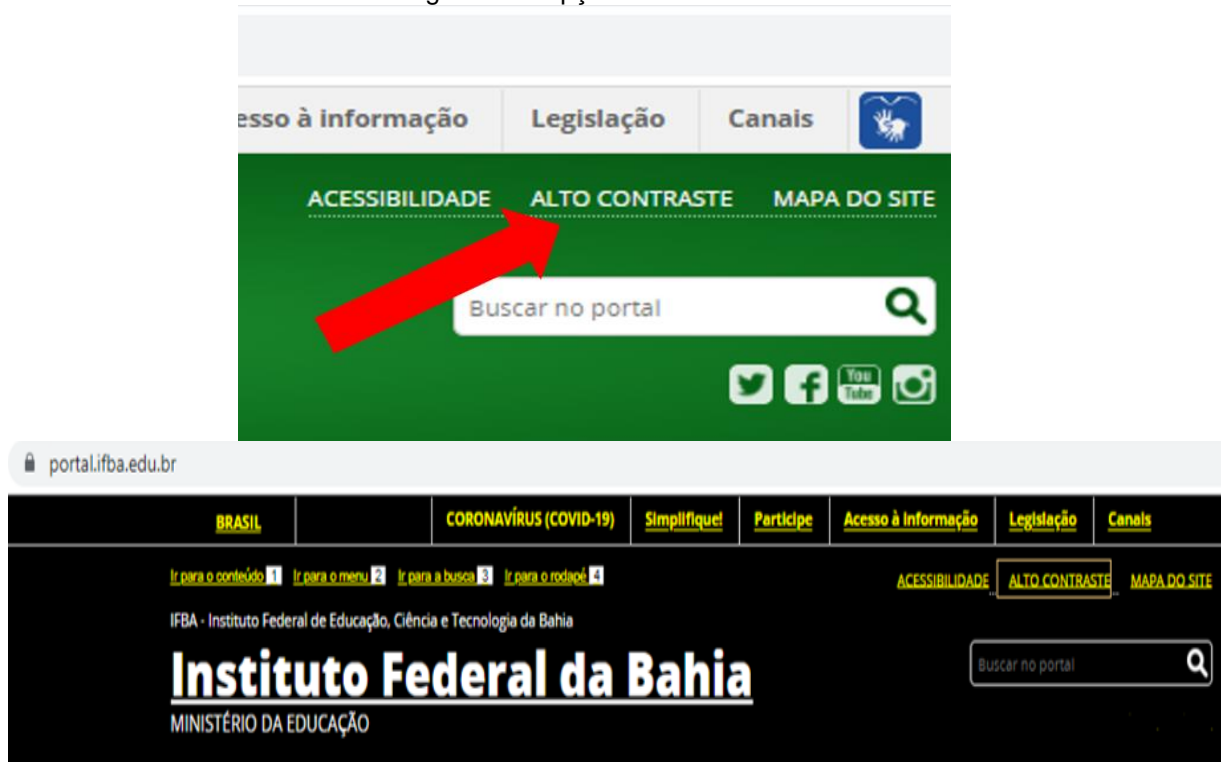 esso à informação Legislação Canais
ACESSIBILIDADE ALTO CONTRASTE MAPA DO SITE
Buscar no portal
You
Tube
portal.ifba.edu.br
BRASIL CORONAVÍRUS (COVID-19) Simplifique! Participe Acesso à Informação Legislação Canais
Ir para o conteúdo 1 Ir para o menu 2 Ir para a busca 3 Ir para o rodapé 4 ACESSIBILIDADE ALTO CONTRASTE MAPA DO SITE
IFBA - Instituto Federal de Educação, Ciência e Tecnologia da Bahia
Instituto Federal da Bahia
Buscar no portal
MINISTÉRIO DA EDUCAÇÃO